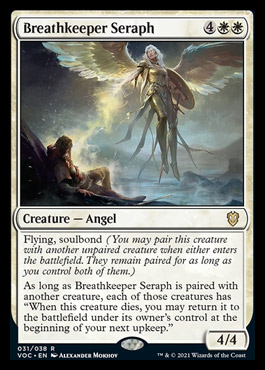 Breathkeeper Seraph 4
Creature — Angel
Flying, soulbond (You may pair this creature
with another unpaired creature when either enters
the battlefield. They remain paired for as long as
you control both of them.)
As long as Breathkeeper Seraph is paired with
another creature, each of those creatures has
"When this creature dies, you may return it
to the battlefield under its owner's control at the
beginning of your next upkeep."
4/4
031/038 R
VOC • EN ALEXANDER MOKHOV
™ & © 2021 Wizards of the Coast